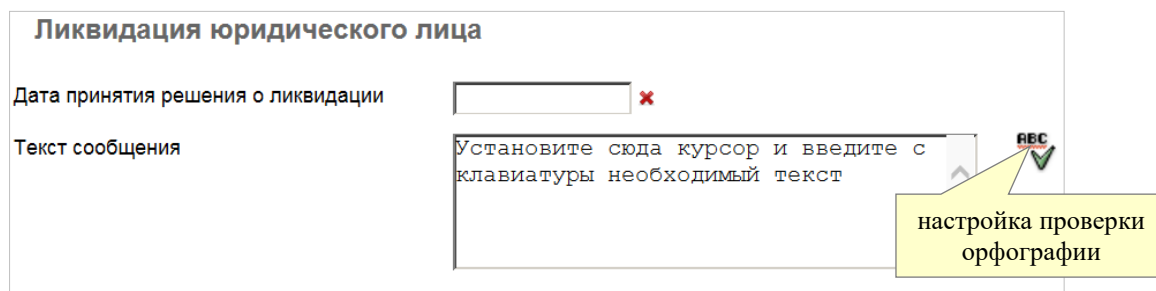 Ликвидация юридического лица
Дата принятия решения о ликвидации
Текст сообщения
Установите сюда курсор и введите с
клавиатуры необходимый текст
ABC
настройка проверки
орфографии